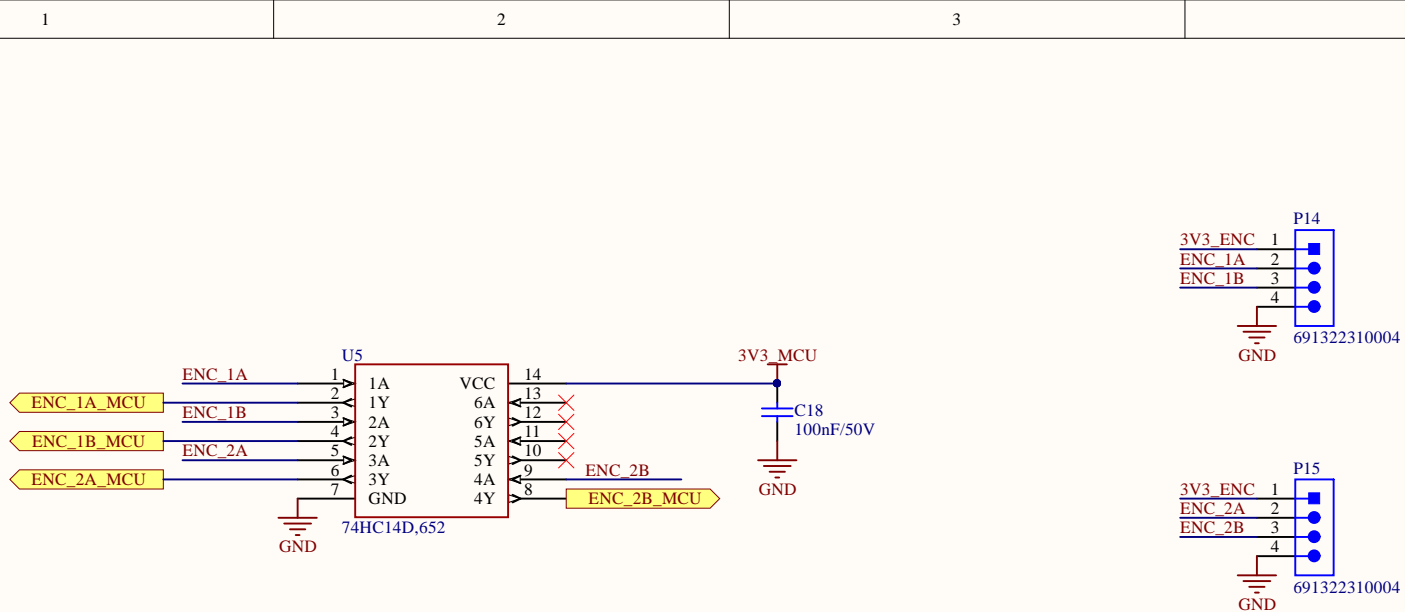 1 2 3
P14
3V3_ENC 1
ENC_1A 2
ENC_1B 3
4
GND
691322310004
U5
3V3_MCU
ENC_1A 1 1A VCC 14
ENC_1A_MCU 2 1Y 6A 13
ENC_1B 3 2A 6Y 12
ENC_1B_MCU 4 2Y 5A 11
ENC_2A 5 3A 5Y 10
ENC_2A_MCU 6 3Y 4A 9 ENC_2B
7 GND 4Y 8 ENC_2B_MCU
GND
74HC14D,652
C18
100nF/50V
GND
P15
3V3_ENC 1
ENC_2A 2
ENC_2B 3
4
GND
691322310004